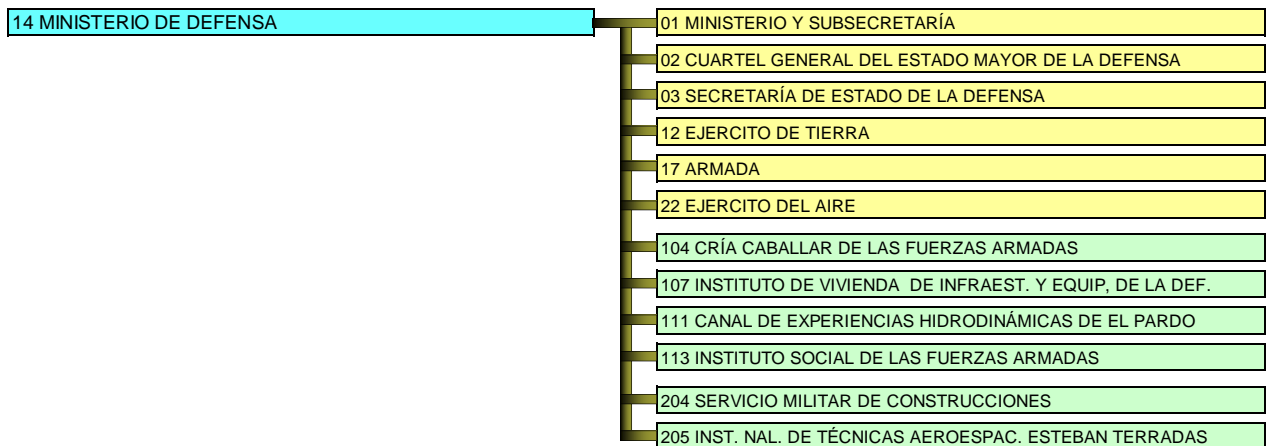 14 MINISTERIO DE DEFENSA
01 MINISTERIO Y SUBSECRETARÍA
02 CUARTEL GENERAL DEL ESTADO MAYOR DE LA DEFENSA
03 SECRETARÍA DE ESTADO DE LA DEFENSA
12 EJERCITO DE TIERRA
17 ARMADA
22 EJERCITO DEL AIRE
104 CRÍA CABALLAR DE LAS FUERZAS ARMADAS
107 INSTITUTO DE VIVIENDA DE INFRAEST. Y EQUIP, DE LA DEF.
111 CANAL DE EXPERIENCIAS HIDRODINÁMICAS DE EL PARDO
113 INSTITUTO SOCIAL DE LAS FUERZAS ARMADAS
204 SERVICIO MILITAR DE CONSTRUCCIONES
205 INST. NAL. DE TÉCNICAS AEROESPAC. ESTEBAN TERRADAS